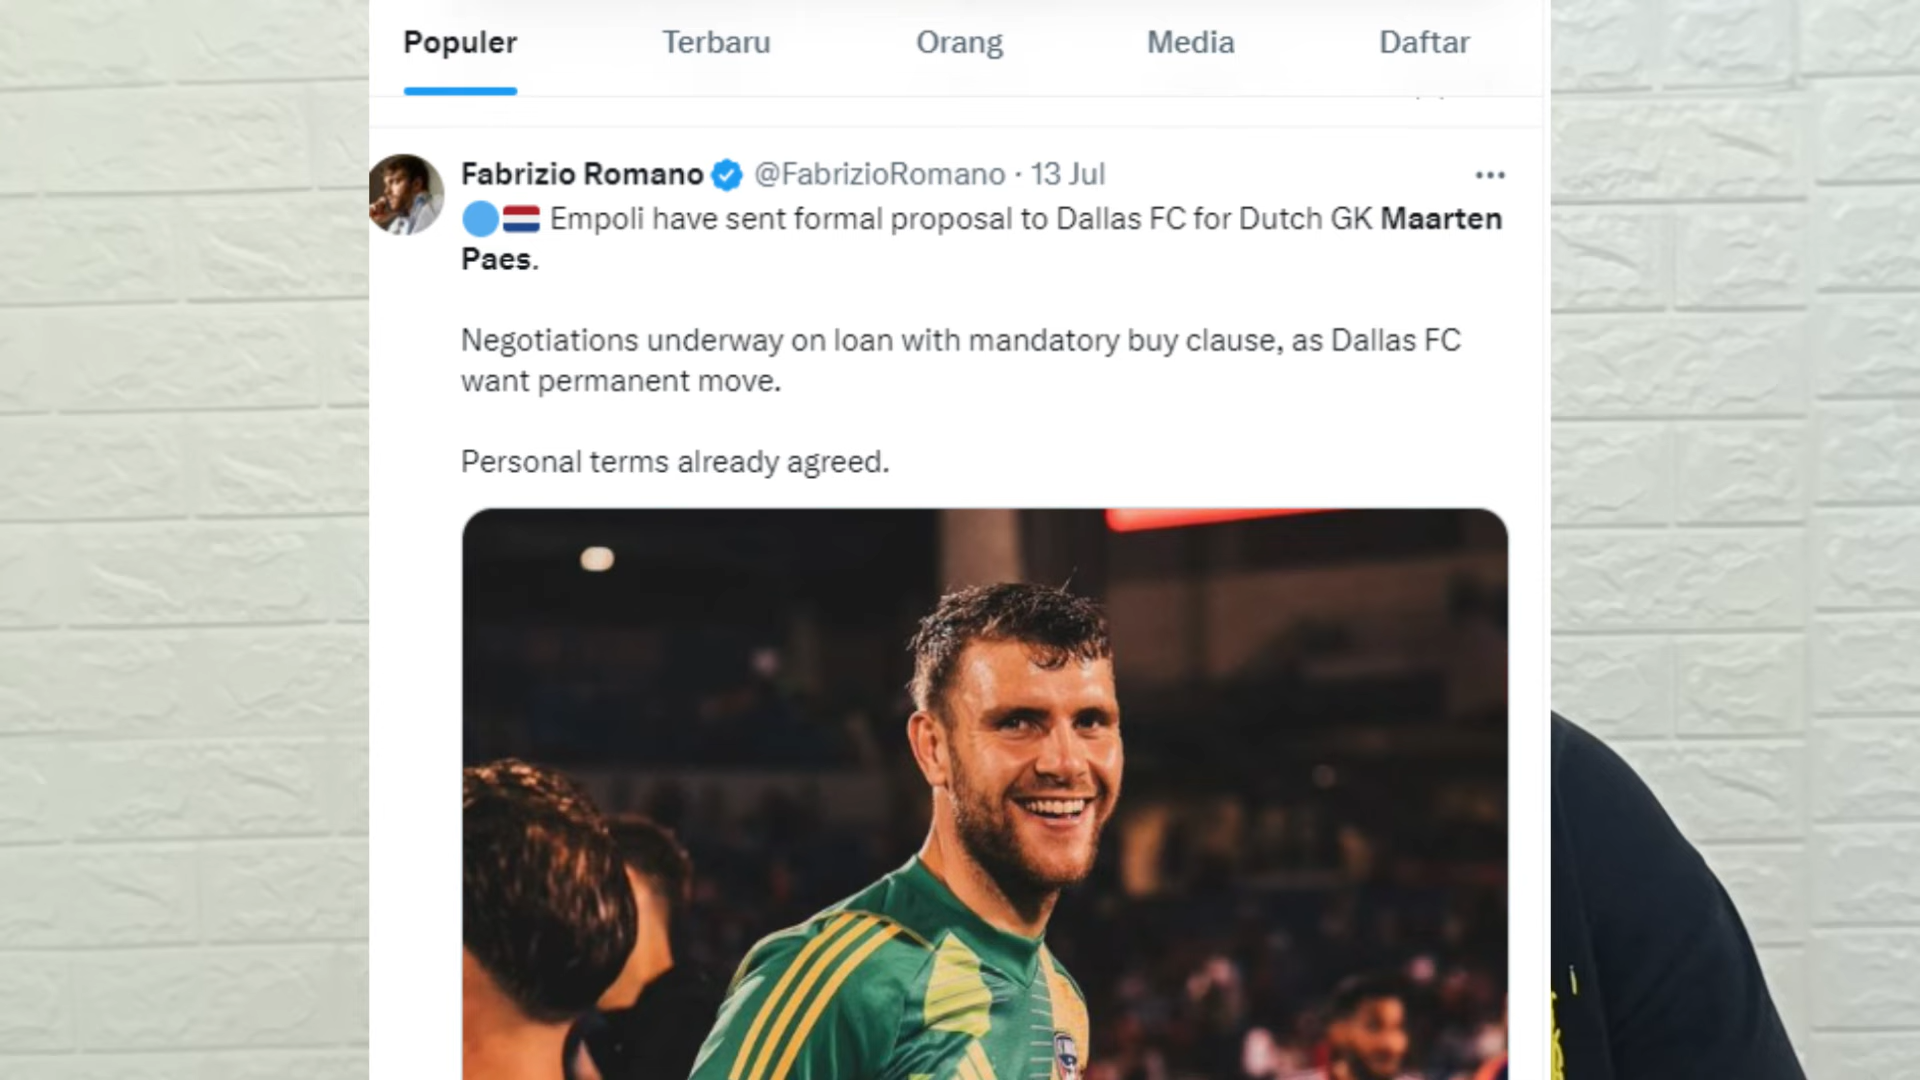 Populer Terbaru Orang Media Daftar
Fabrizio Romano @FabrizioRomano · 13 Jul
Empoli have sent formal proposal to Dallas FC for Dutch GK Maarten
Paes.
Negotiations underway on loan with mandatory buy clause, as Dallas FC
want permanent move.
Personal terms already agreed.